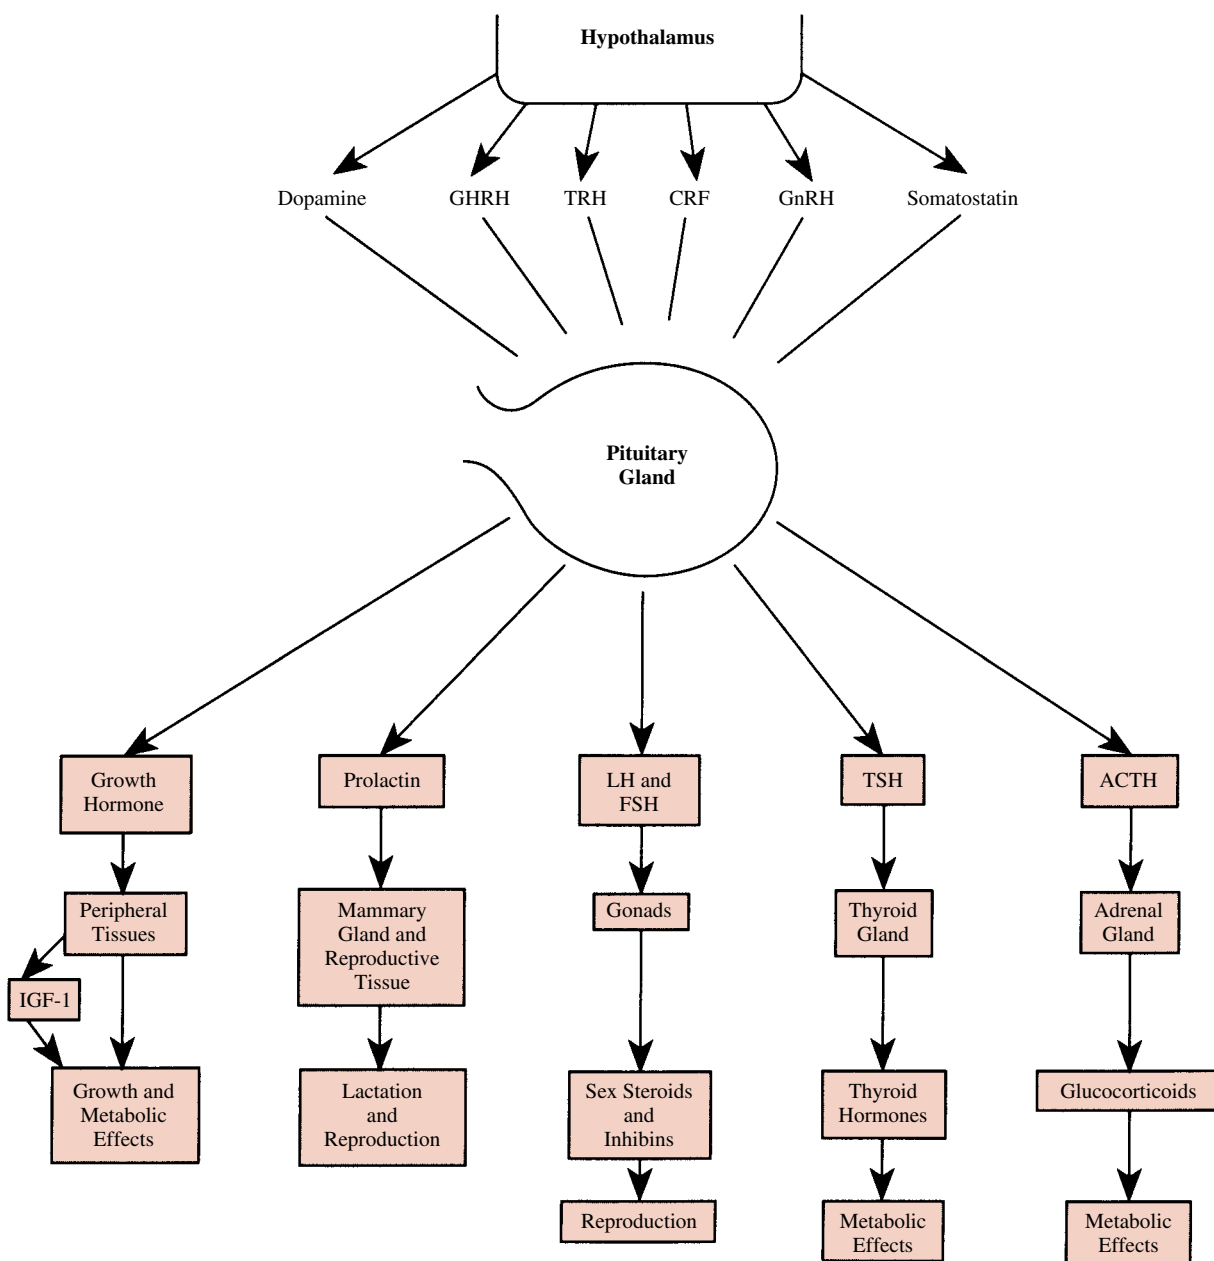 Hypothalamus
Dopamine
GHRH
TRH
CRF
GnRH
Somatostatin
Pituitary
Gland
Growth
Hormone
Prolactin
LH and
FSH
TSH
ACTH
Peripheral
Tissues
Mammary
Gland and
Reproductive
Tissue
Gonads
Thyroid
Gland
Adrenal
Gland
IGF-1
Growth and
Metabolic
Effects
Lactation
and
Reproduction
Sex Steroids
and
Inhibins
Thyroid
Hormones
Glucocorticoids
Reproduction
Metabolic
Effects
Metabolic
Effects